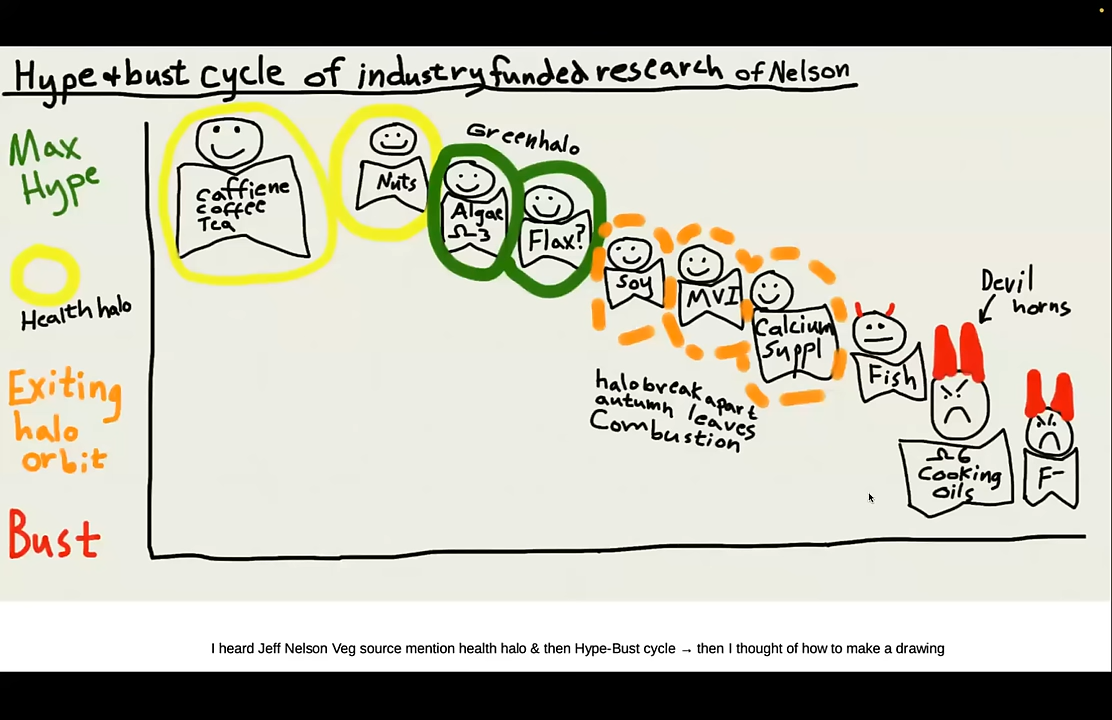 Hype & bust cycle of industry funded research of Nelson
Max
Hype
Health halo
Exiting
halo
orbit
Bust
Caffiene
Coffee
Tea
Nuts
Greenhalo
Algae
Ω-3
Flax?
Soy
MVI
Calcium
Suppl
halo break apart
autumn leaves
Combustion
Fish
Devil
horns
Ω6
Cooking
oils
F-
I heard Jeff Nelson Veg source mention health halo & then Hype-Bust cycle → then I thought of how to make a drawing